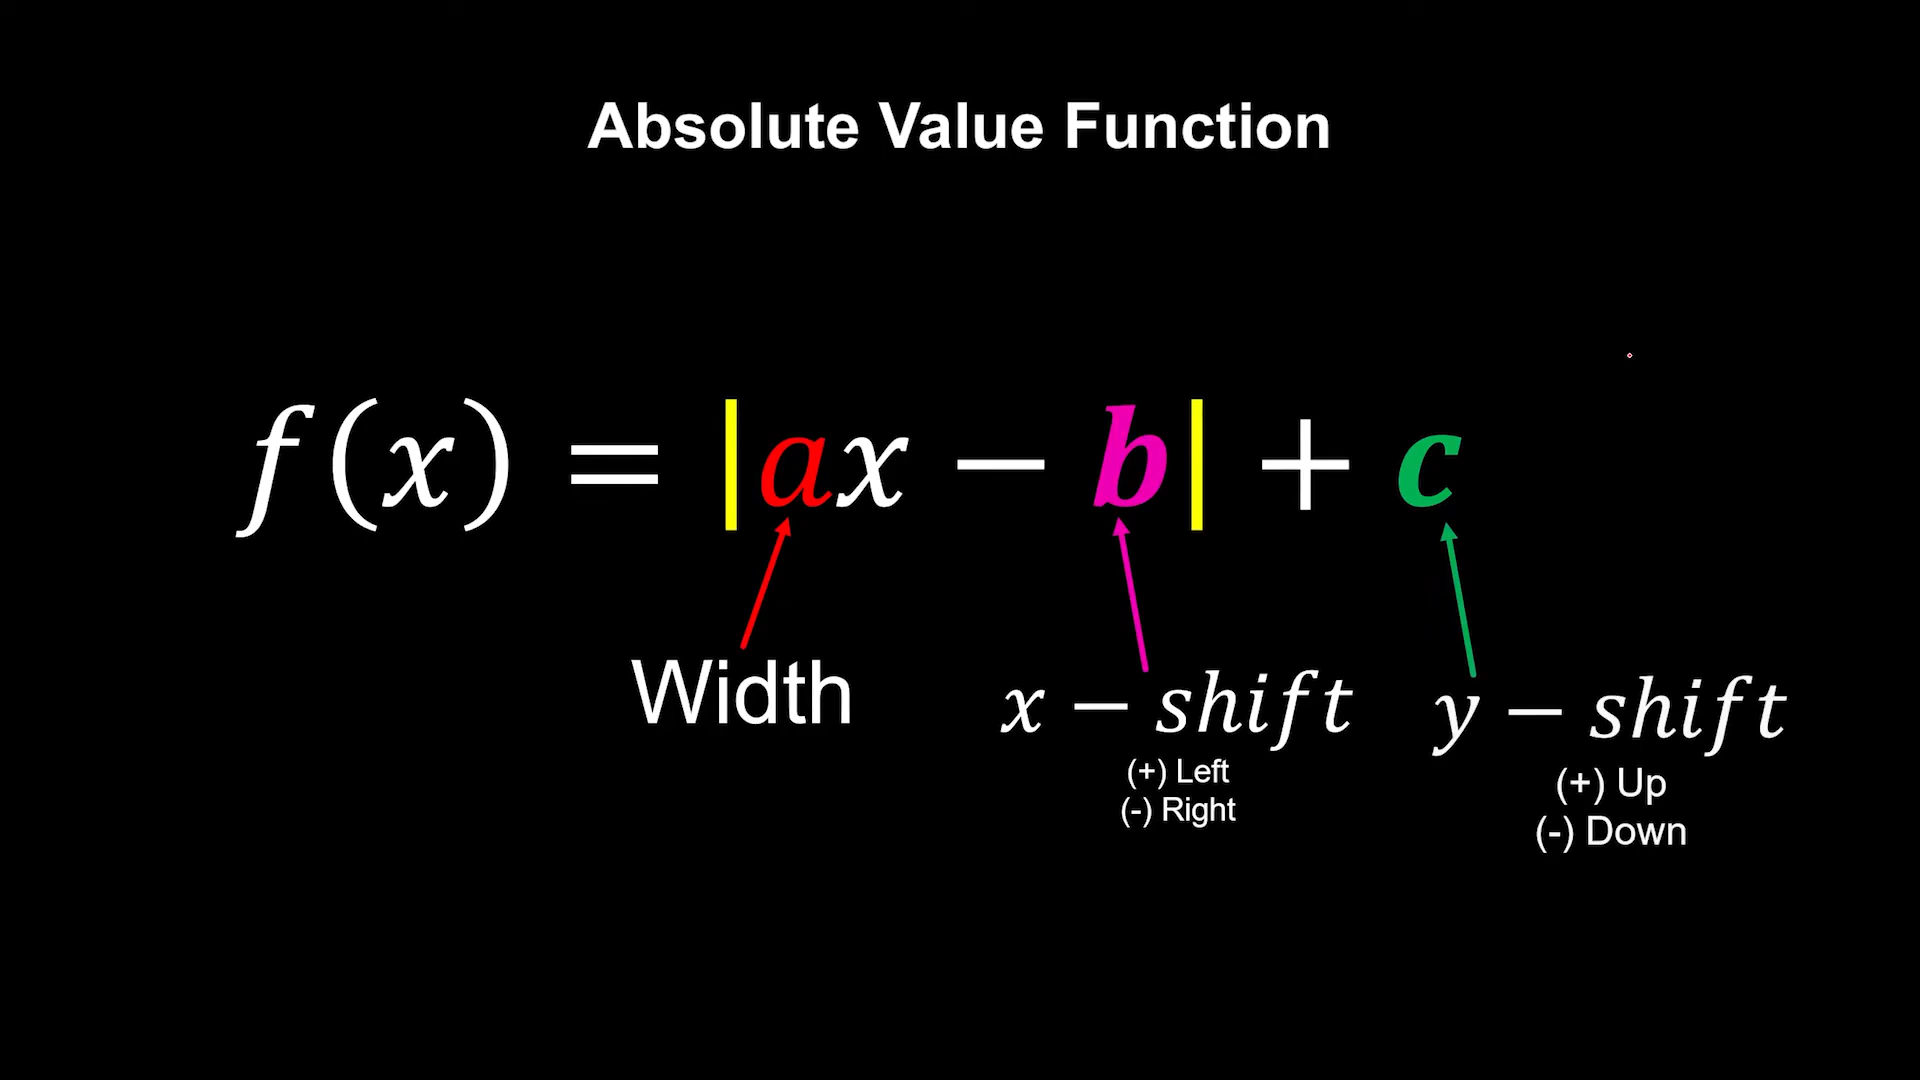 Absolute Value Function
f(x) = |ax − b| + c
Width
x − shift
(+) Left
(-) Right
y − shift
(+) Up
(-) Down